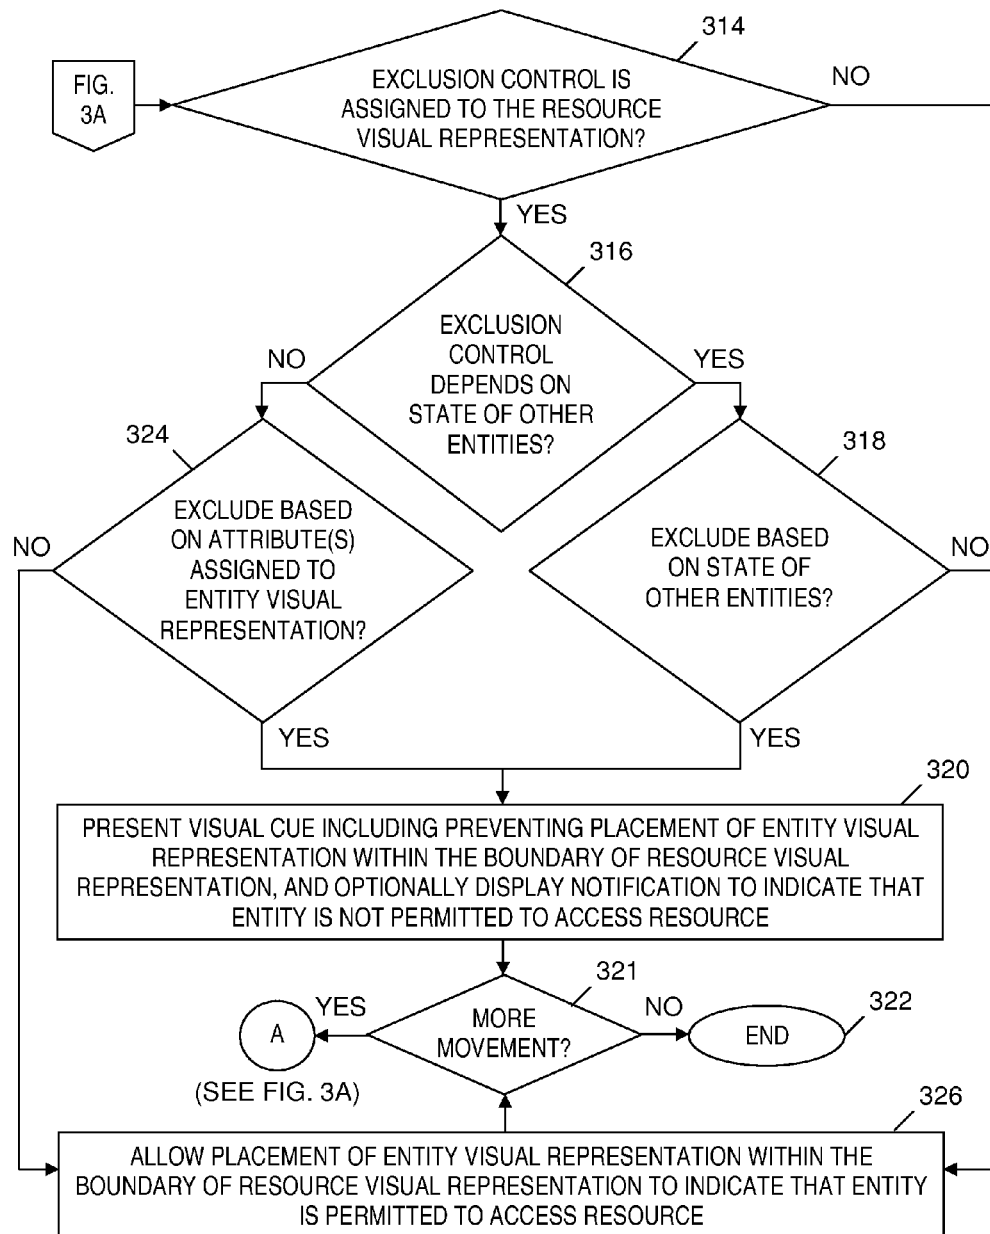 314
FIG.
3A
EXCLUSION CONTROL IS
ASSIGNED TO THE RESOURCE
VISUAL REPRESENTATION?
NO
YES
316
EXCLUSION
CONTROL
DEPENDS ON
STATE OF OTHER
ENTITIES?
NO
YES
324
318
EXCLUDE BASED
ON ATTRIBUTE(S)
ASSIGNED TO
ENTITY VISUAL
REPRESENTATION?
NO
EXCLUDE BASED
ON STATE OF
OTHER ENTITIES?
NO
YES
YES
320
PRESENT VISUAL CUE INCLUDING PREVENTING PLACEMENT OF ENTITY VISUAL
REPRESENTATION WITHIN THE BOUNDARY OF RESOURCE VISUAL
REPRESENTATION, AND OPTIONALLY DISPLAY NOTIFICATION TO INDICATE THAT
ENTITY IS NOT PERMITTED TO ACCESS RESOURCE
321
YES
NO
322
A
MORE
MOVEMENT?
END
(SEE FIG. 3A)
326
ALLOW PLACEMENT OF ENTITY VISUAL REPRESENTATION WITHIN THE
BOUNDARY OF RESOURCE VISUAL REPRESENTATION TO INDICATE THAT ENTITY
IS PERMITTED TO ACCESS RESOURCE